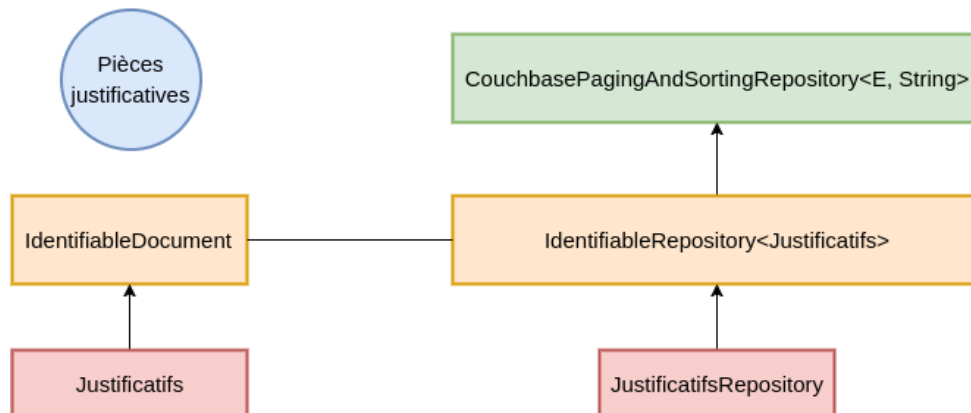 Pièces
justificatives
CouchbasePagingAndSortingRepository<E, String>
IdentifiableDocument
IdentifiableRepository<Justificatifs>
Justificatifs
JustificatifsRepository